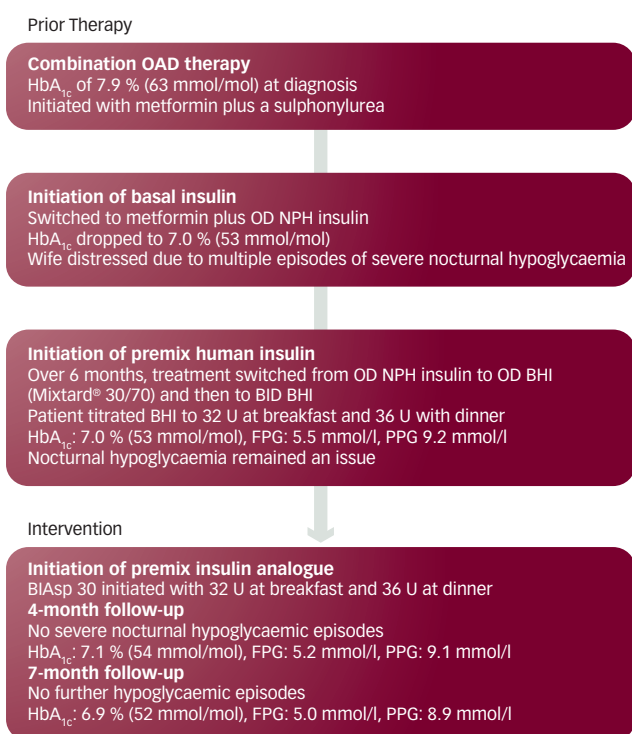 Prior Therapy
Combination OAD therapy
HbA1c of 7.9 % (63 mmol/mol) at diagnosis
Initiated with metformin plus a sulphonylurea
Initiation of basal insulin
Switched to metformin plus OD NPH insulin
HbA1c dropped to 7.0 % (53 mmol/mol)
Wife distressed due to multiple episodes of severe nocturnal hypoglycaemia
Initiation of premix human insulin
Over 6 months, treatment switched from OD NPH insulin to OD BHI
(Mixtard® 30/70) and then to BID BHI
Patient titrated BHI to 32 U at breakfast and 36 U with dinner
HbA1c: 7.0 % (53 mmol/mol), FPG: 5.5 mmol/l, PPG 9.2 mmol/l
Nocturnal hypoglycaemia remained an issue
Intervention
Initiation of premix insulin analogue
BIAsp 30 initiated with 32 U at breakfast and 36 U at dinner
4-month follow-up
No severe nocturnal hypoglycaemic episodes
HbA1c: 7.1 % (54 mmol/mol), FPG: 5.2 mmol/l, PPG: 9.1 mmol/l
7-month follow-up
No further hypoglycaemic episodes
HbA1c: 6.9 % (52 mmol/mol), FPG: 5.0 mmol/l, PPG: 8.9 mmol/l